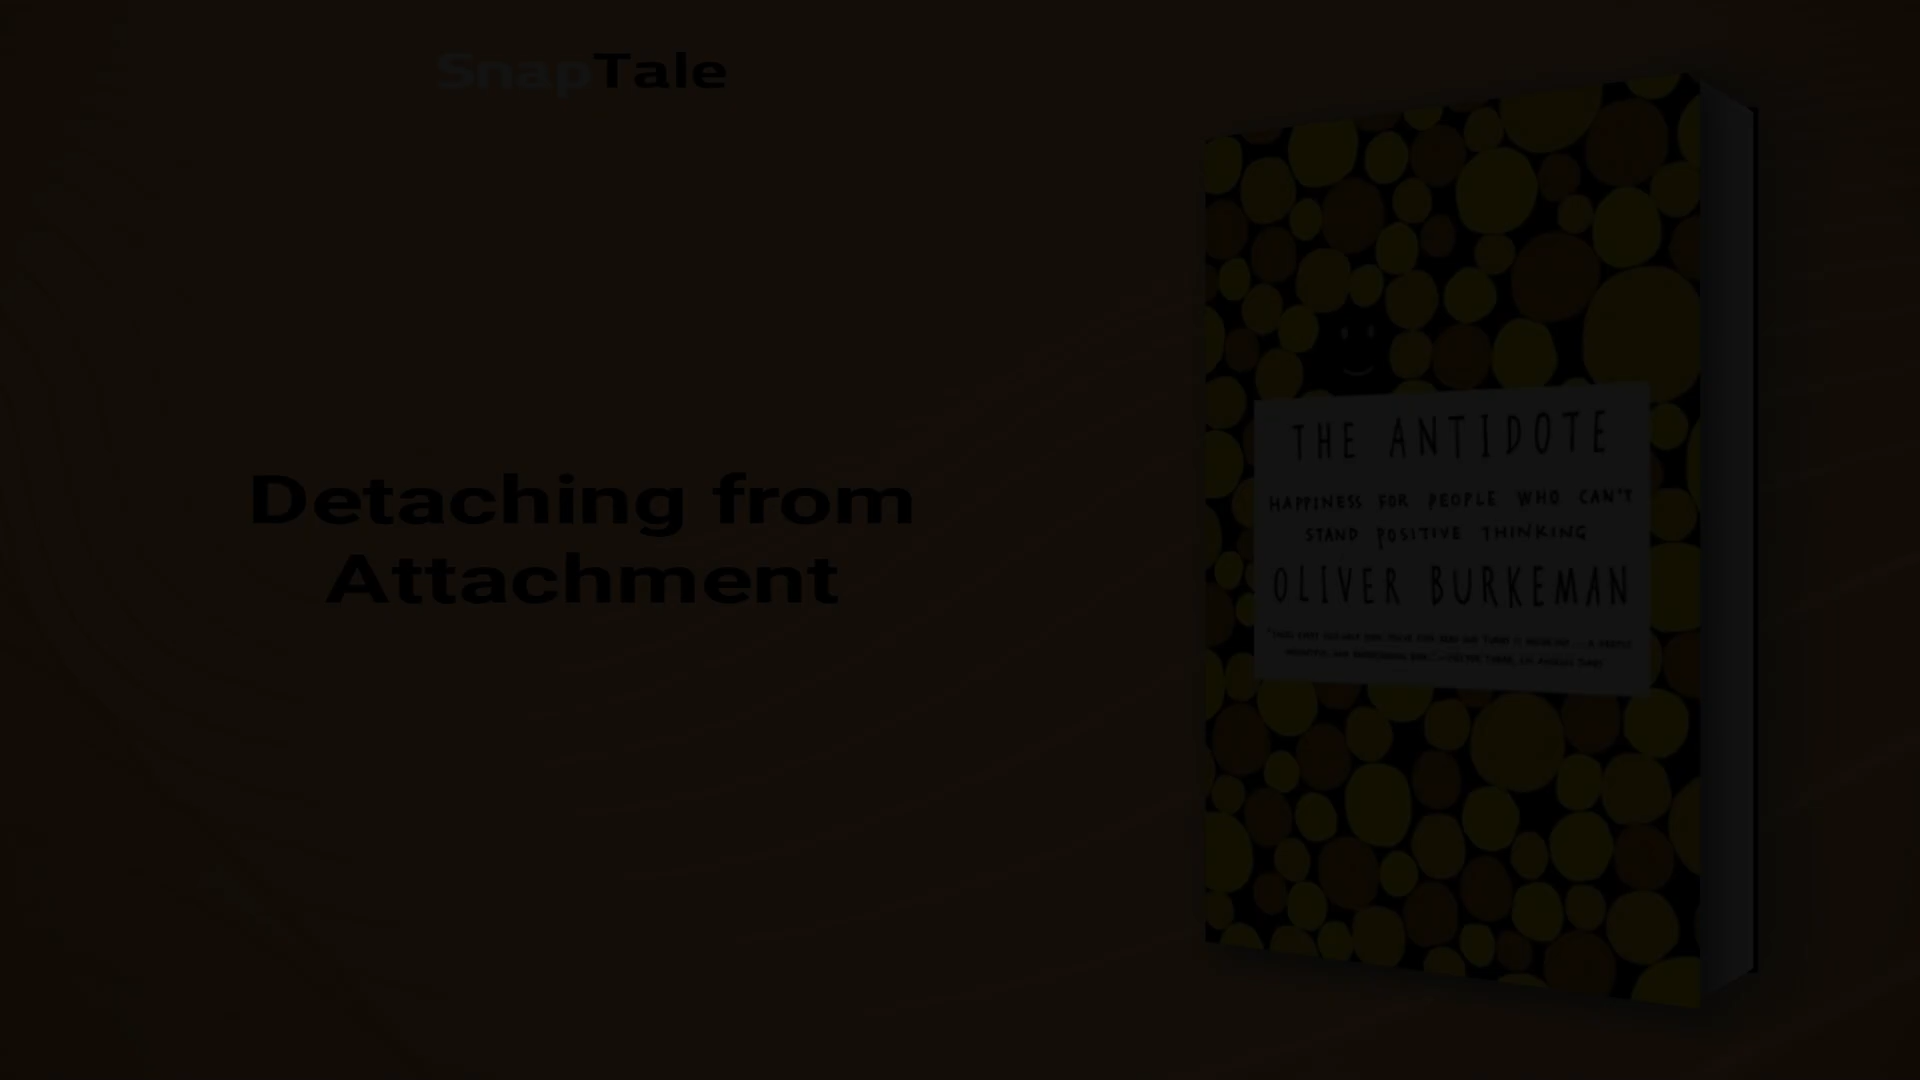 SnapTale
Detaching from
Attachment
THE ANTIDOTE
HAPPINESS FOR PEOPLE WHO CAN'T
STAND POSITIVE THINKING
OLIVER BURKEMAN